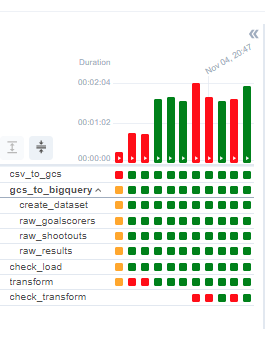 «
Duration
Nov 04, 20:47
00:02:04
00:01:02
00:00:00
csv_to_gcs
gcs_to_bigquery
create_dataset
raw_goalscorers
raw_shootouts
raw_results
check_load
transform
check_transform